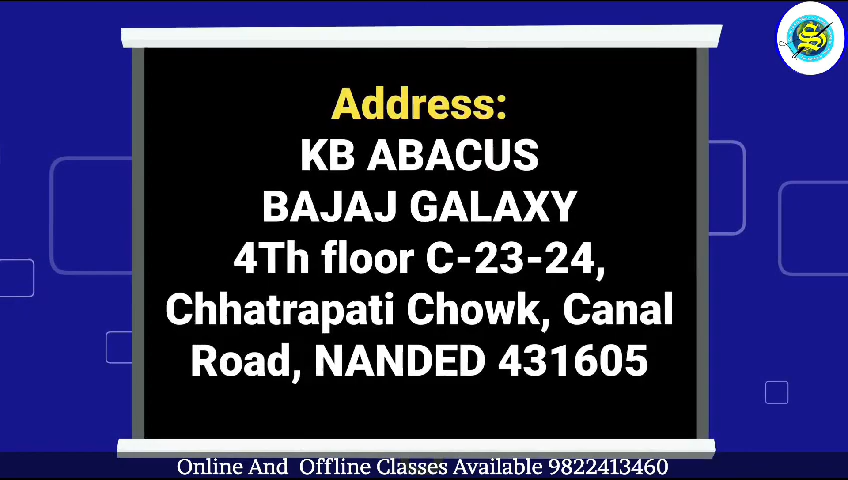 Address:
KB ABACUS
BAJAJ GALAXY
4Th floor C-23-24,
Chhatrapati Chowk, Canal
Road, NANDED 431605
Online And  Offline Classes Available 9822413460